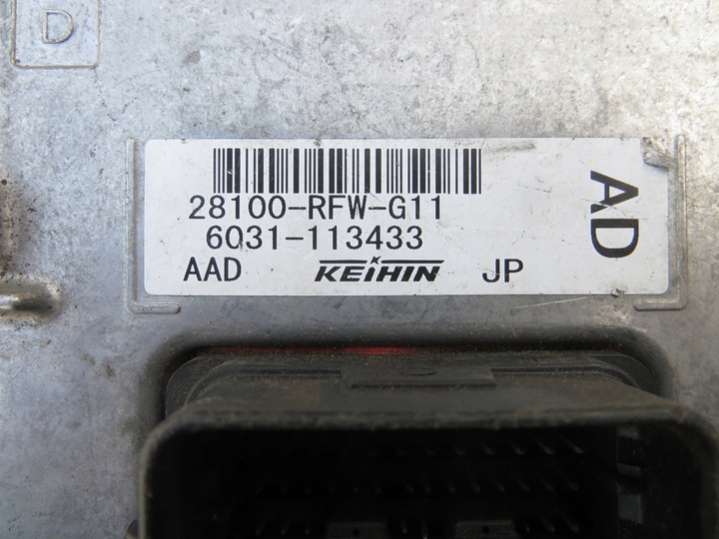 D
28100-RFW-G11
6031-113433
AAD KEIHIN JP
AD